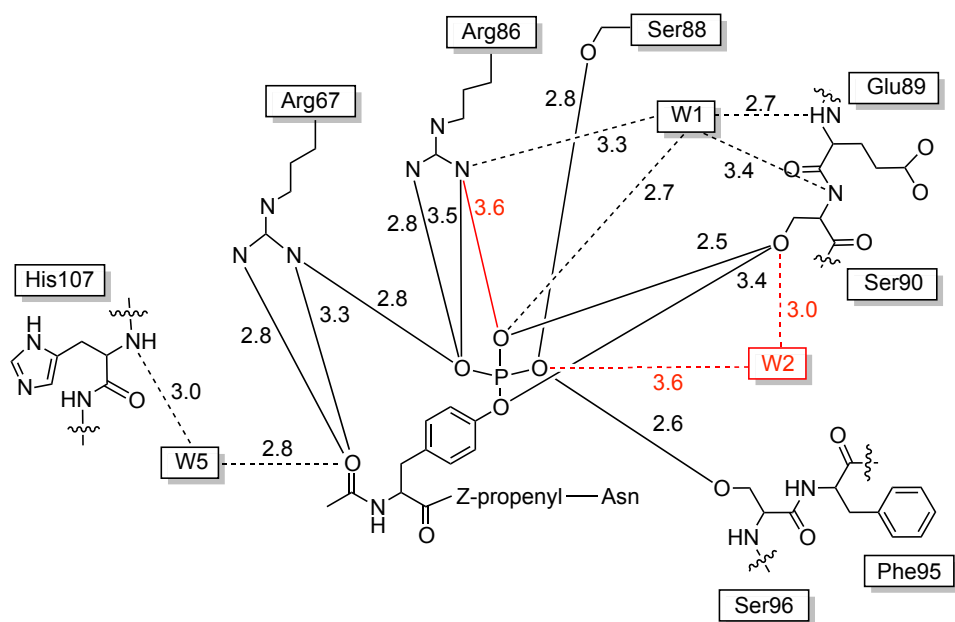 Arg86
Ser88
Arg67
Glu89
O
2.8
W1
2.7
HN
N
3.3
O
O
3.4
O
N
N
N
2.8
3.5
3.6
2.7
N
2.5
O
O
3.4
Ser90
N
N
His107
2.8
3.3
2.8
3.0
H
N
NH
N
O
O
P
O
3.6
W2
3.0
HN
O
O
2.6
W5
2.8
O
O
N
H
O
Z-propenyl
Asn
O
HN
O
HN
Phe95
Ser96